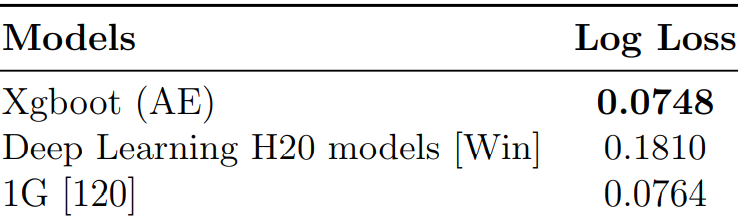 Models Log Loss
Xgboot (AE) 0.0748
Deep Learning H20 models [Win] 0.1810
1G [120] 0.0764